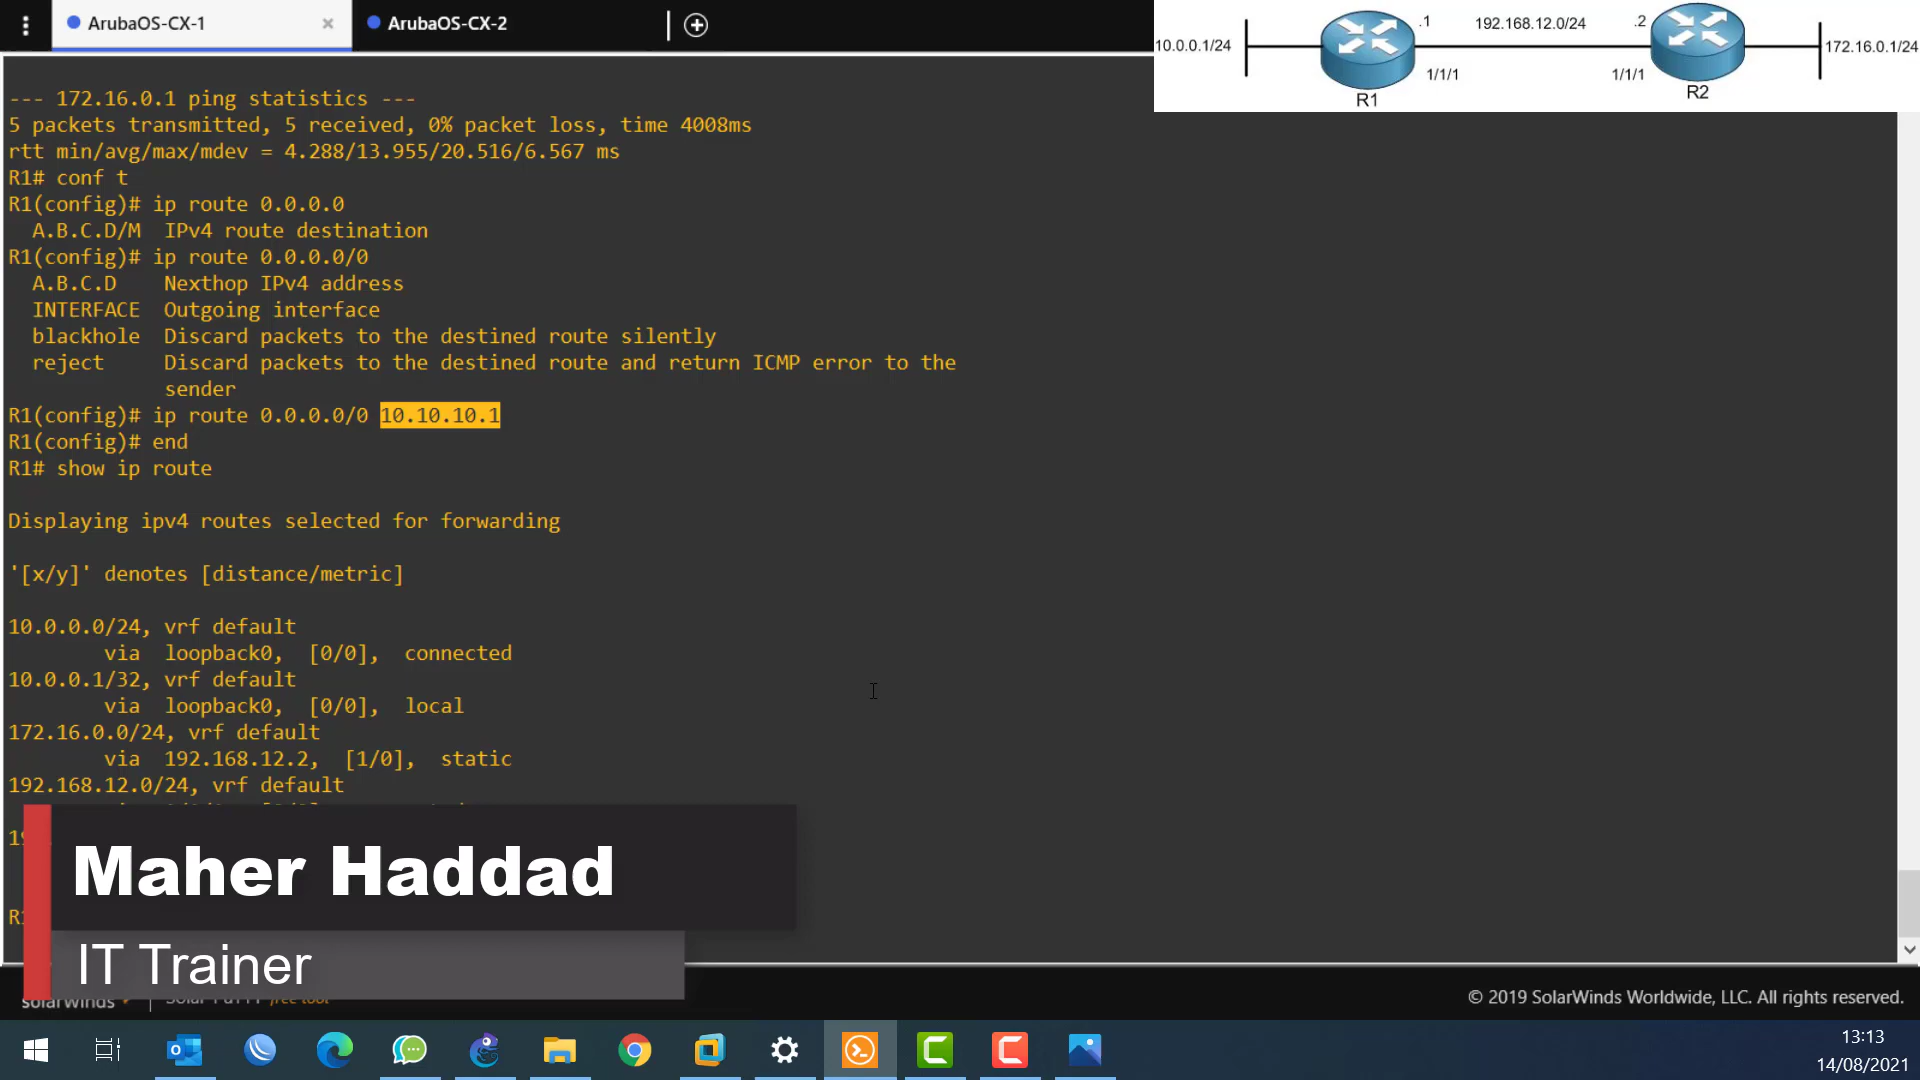 ArubaOS-CX-1 × ArubaOS-CX-2
10.0.0.1/24 .1 192.168.12.0/24 .2 172.16.0.1/24
1/1/1 1/1/1
R1 R2
--- 172.16.0.1 ping statistics ---
5 packets transmitted, 5 received, 0% packet loss, time 4008ms
rtt min/avg/max/mdev = 4.288/13.955/20.516/6.567 ms
R1# conf t
R1(config)# ip route 0.0.0.0
A.B.C.D/M IPv4 route destination
R1(config)# ip route 0.0.0.0/0
A.B.C.D Nexthop IPv4 address
INTERFACE Outgoing interface
blackhole Discard packets to the destined route silently
reject Discard packets to the destined route and return ICMP error to the
sender
R1(config)# ip route 0.0.0.0/0 10.10.10.1
R1(config)# end
R1# show ip route
Displaying ipv4 routes selected for forwarding
'[x/y]' denotes [distance/metric]
10.0.0.0/24, vrf default
via loopback0, [0/0], connected
10.0.0.1/32, vrf default
via loopback0, [0/0], local
172.16.0.0/24, vrf default
via 192.168.12.2, [1/0], static
192.168.12.0/24, vrf default
Maher Haddad
IT Trainer
solarwinds free tool
© 2019 SolarWinds Worldwide, LLC. All rights reserved.
13:13
14/08/2021